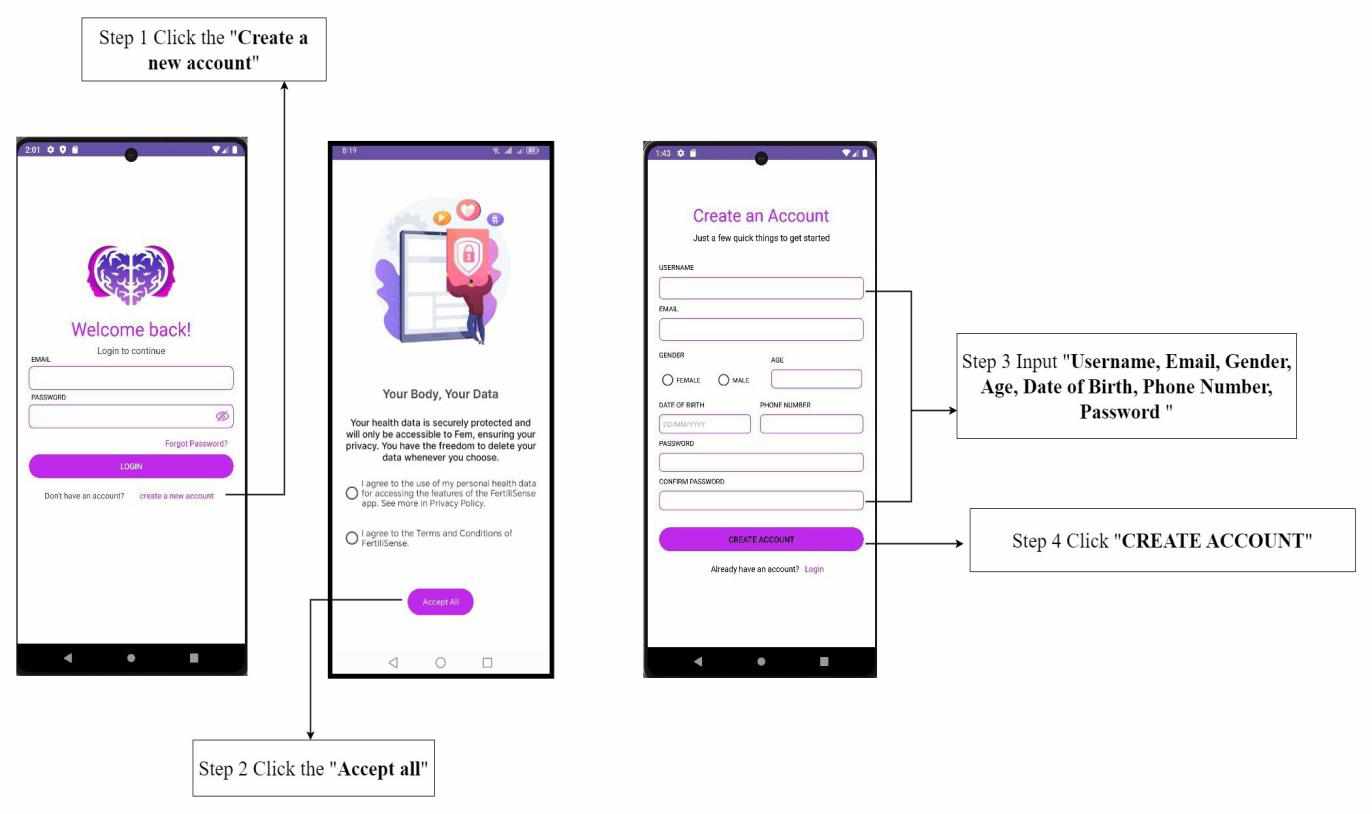 Step 1 Click the "Create a
new account"
2:01
Welcome back!
Login to continue
EMAIL
PASSWORD
Forgot Password?
LOGIN
Don't have an account? create a new account
8:19
Your Body, Your Data
Your health data is securely protected and
will only be accessible to Fem, ensuring your
privacy. You have the freedom to delete your
data whenever you choose.
I agree to the use of my personal health data
for accessing the features of the FertiliSense
app. See more in Privacy Policy.
I agree to the Terms and Conditions of
FertiliSense.
Accept All
Step 2 Click the "Accept all"
1:43
Create an Account
Just a few quick things to get started
USERNAME
EMAIL
GENDER AGE
FEMALE MALE
DATE OF BIRTH PHONE NUMBER
DD/MM/YYYY
PASSWORD
CONFIRM PASSWORD
CREATE ACCOUNT
Already have an account? Login
Step 3 Input "Username, Email, Gender,
Age, Date of Birth, Phone Number,
Password "
Step 4 Click "CREATE ACCOUNT"